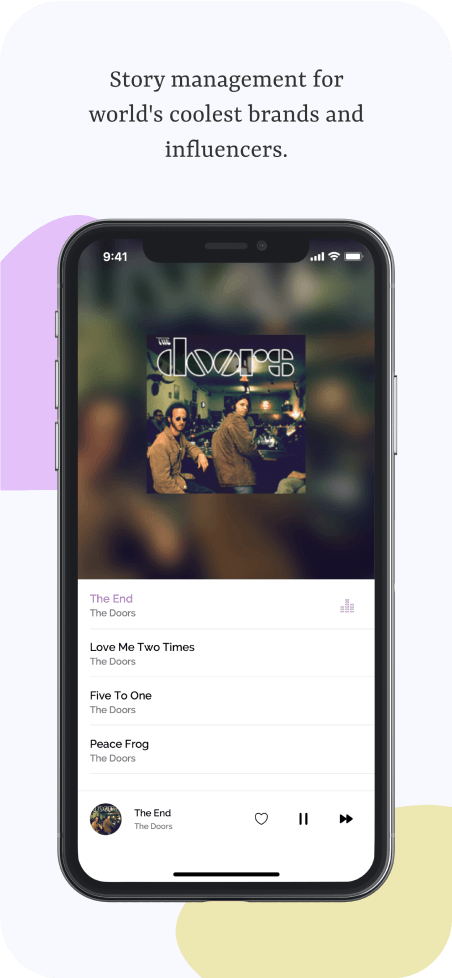 Story management for
world's coolest brands and
influencers.
9:41
THE
doors
The End
The Doors
Love Me Two Times
The Doors
Five To One
The Doors
Peace Frog
The Doors
The End
The Doors